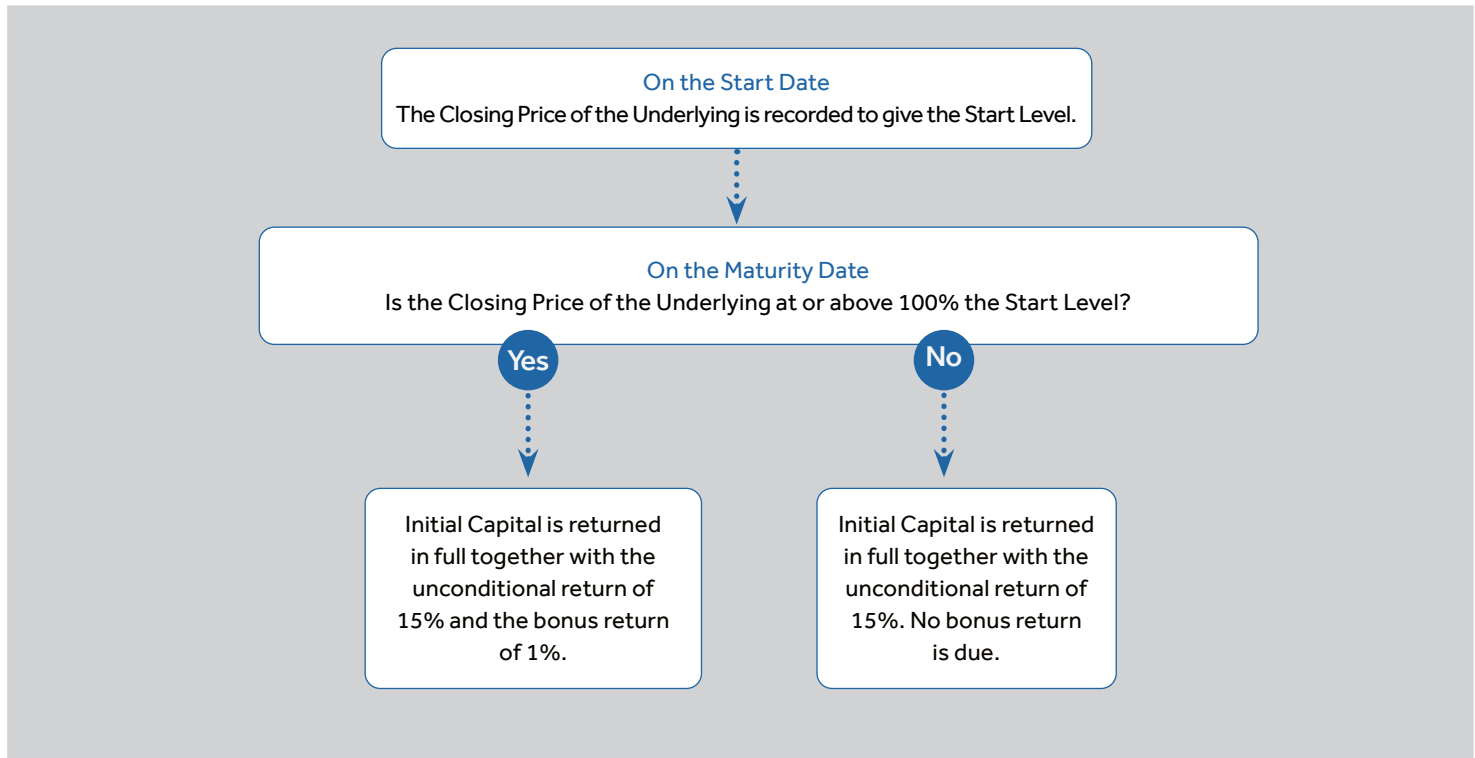 On the Start Date
The Closing Price of the Underlying is recorded to give the Start Level.
On the Maturity Date
Is the Closing Price of the Underlying at or above 100% the Start Level?
Yes
No
Initial Capital is returned
in full together with the
unconditional return of
15% and the bonus return
of 1%.
Initial Capital is returned
in full together with the
unconditional return of
15%. No bonus return
is due.